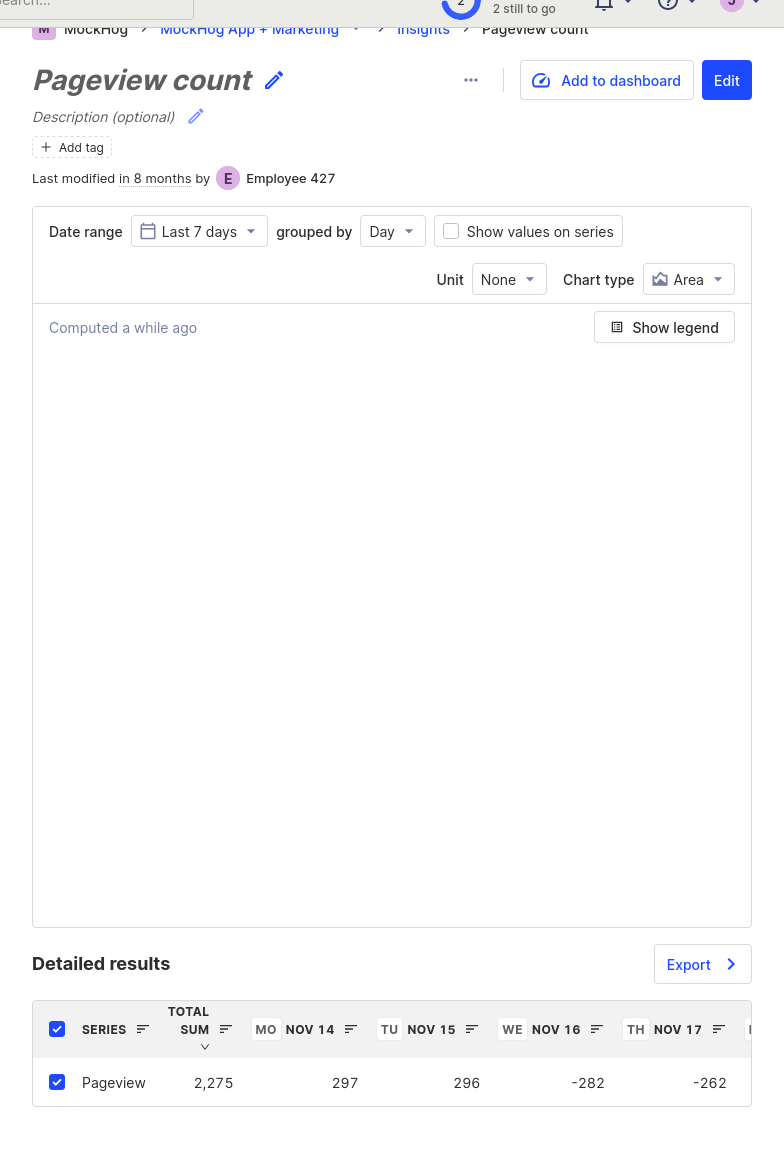 Search...
2
2 still to go
J
M MockHog MockHog App + Marketing Insights Pageview count
Pageview count
Add to dashboard
Edit
Description (optional)
Add tag
Last modified in 8 months by E Employee 427
Date range Last 7 days grouped by Day Show values on series
Unit None Chart type Area
Computed a while ago
Show legend
Detailed results
Export
SERIES TOTAL SUM MO NOV 14 TU NOV 15 WE NOV 16 TH NOV 17
Pageview 2,275 297 296 -282 -262